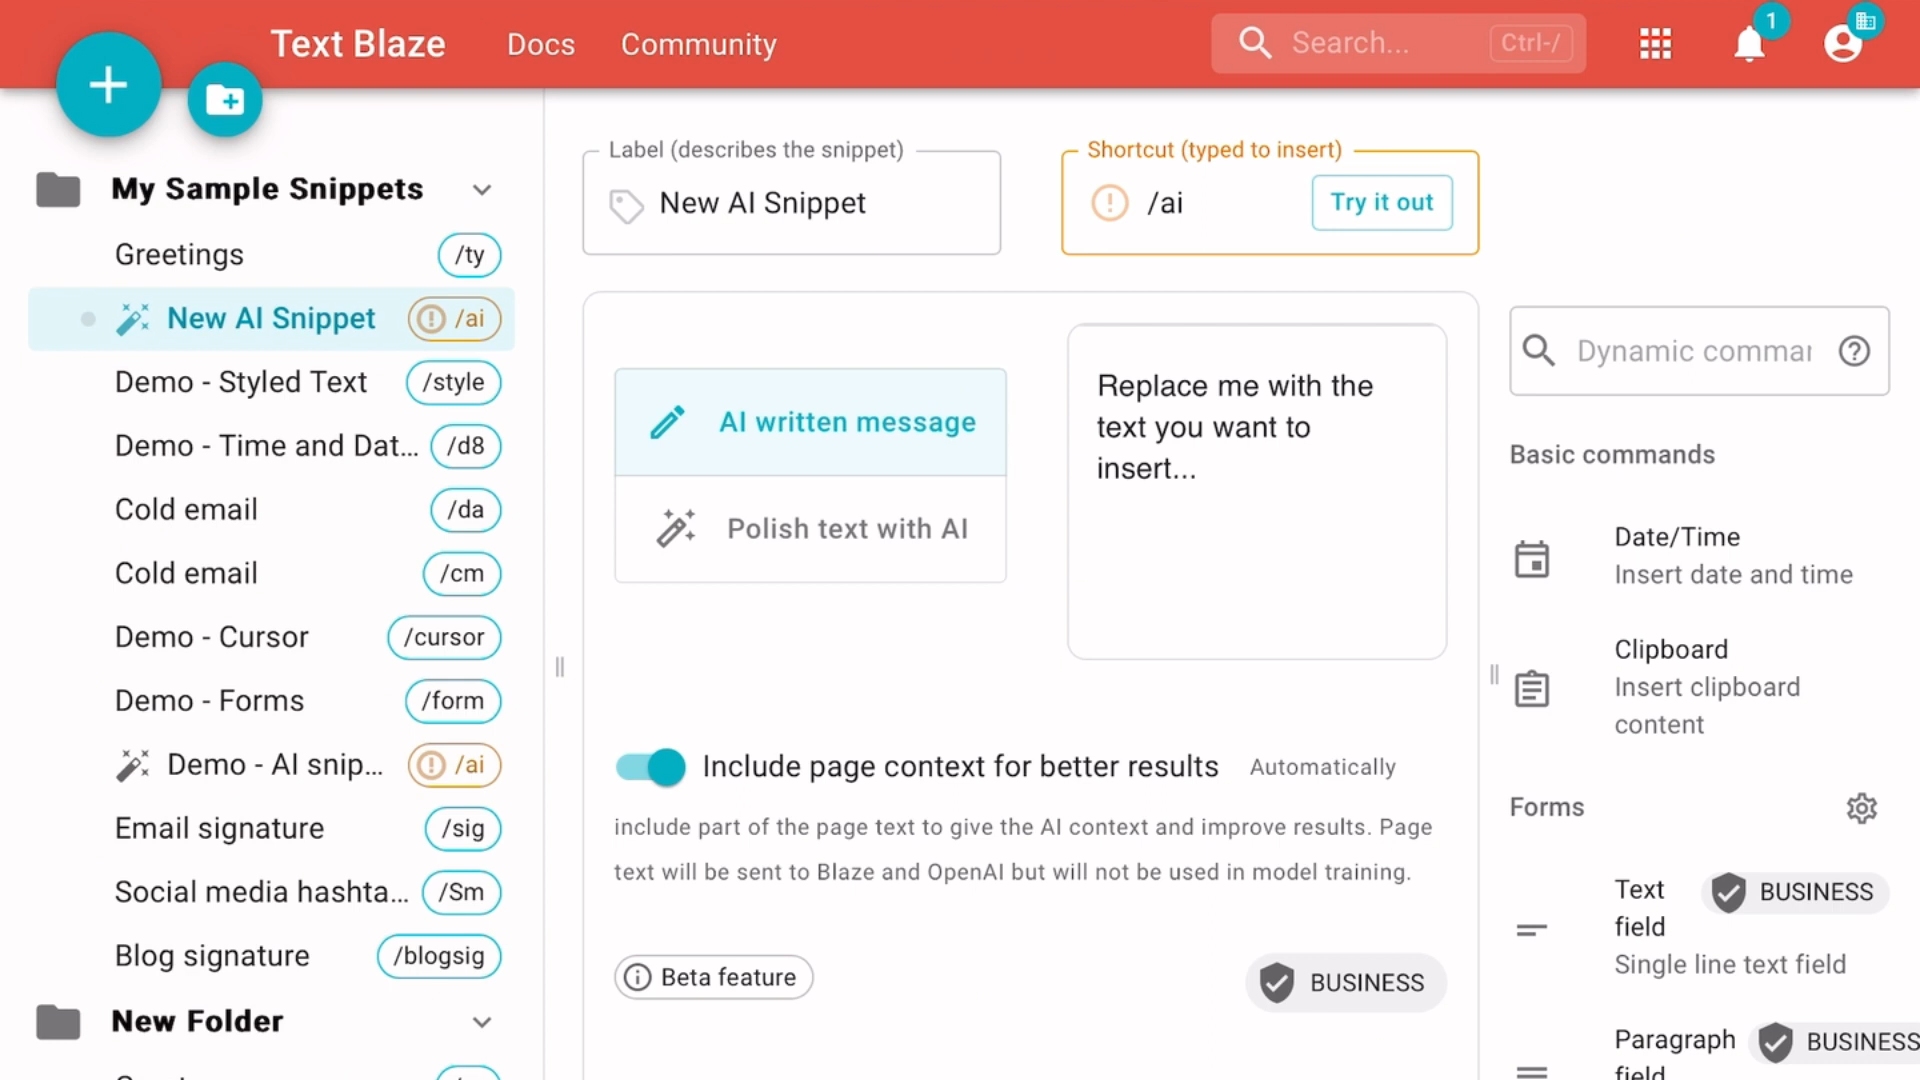 Text Blaze
Docs
Community
Search...
Ctrl-/
1
My Sample Snippets
Greetings
/ty
New AI Snippet
/ai
Demo - Styled Text
/style
Demo - Time and Dat...
/d8
Cold email
/da
Cold email
/cm
Demo - Cursor
/cursor
Demo - Forms
/form
Demo - AI snip...
/ai
Email signature
/sig
Social media hashta...
/Sm
Blog signature
/blogsig
New Folder
Label (describes the snippet)
New AI Snippet
Shortcut (typed to insert)
/ai
Try it out
AI written message
Polish text with AI
Replace me with the
text you want to
insert...
Include page context for better results
Automatically
include part of the page text to give the AI context and improve results. Page
text will be sent to Blaze and OpenAI but will not be used in model training.
Beta feature
BUSINESS
Dynamic comman
Basic commands
Date/Time
Insert date and time
Clipboard
Insert clipboard
content
Forms
Text
field
BUSINESS
Single line text field
Paragraph
field
BUSINESS